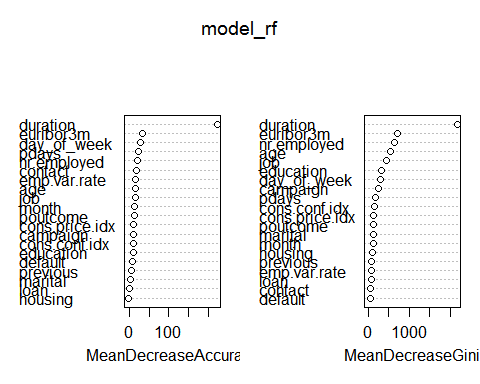 model_rf
duration
euribor3m
day_of_week
pdays
nr.employed
contact
emp.var.rate
age
job
month
poutcome
cons.price.idx
campaign
cons.conf.idx
education
default
previous
marital
loan
housing
0 100
MeanDecreaseAccura
duration
euribor3m
nr.employed
age
job
education
day_of_week
campaign
pdays
cons.conf.idx
cons.price.idx
poutcome
marital
month
housing
previous
emp.var.rate
loan
contact
default
0 1000
MeanDecreaseGini